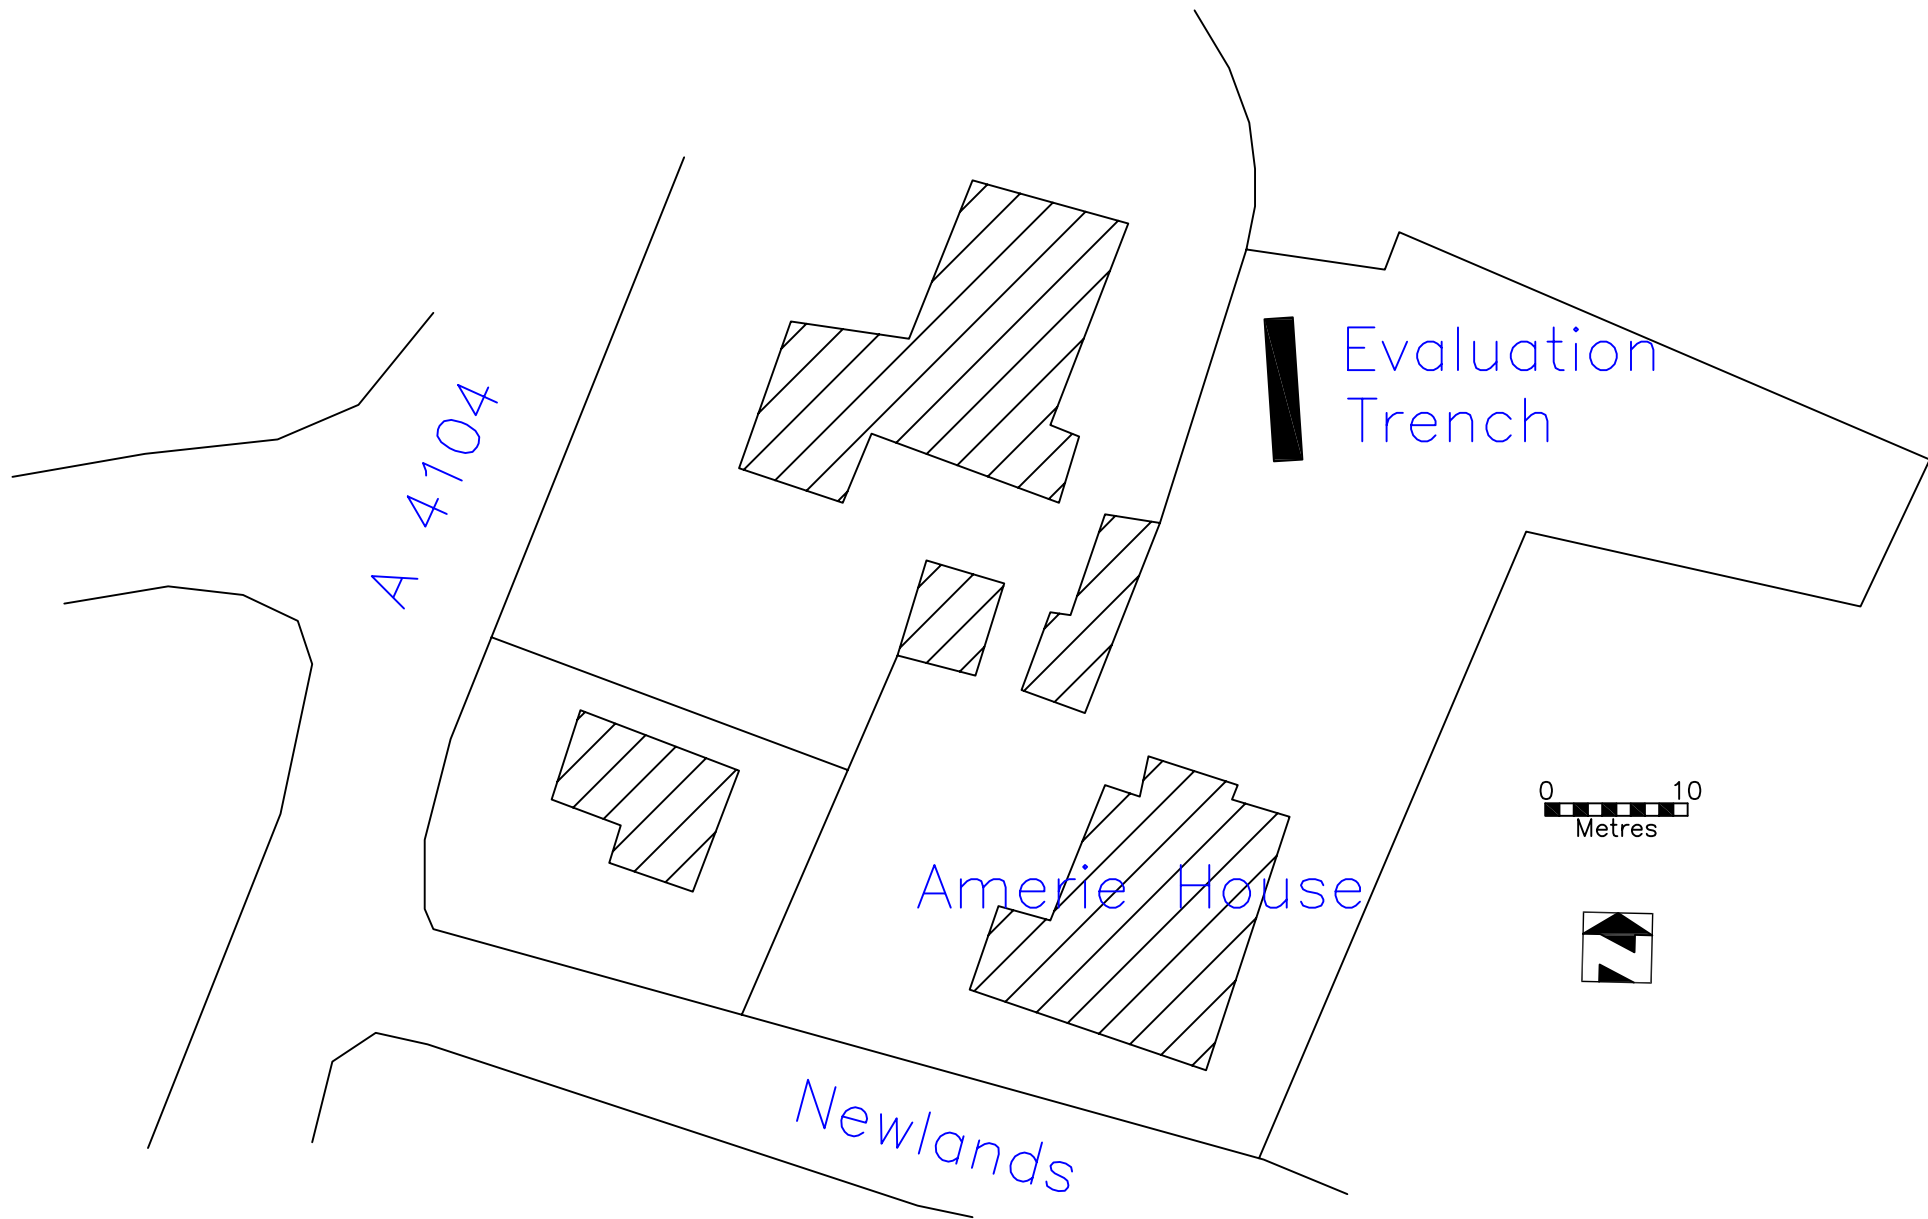 Evaluation
Trench
A 4104
0 10
Metres
Amerie House
Newlands